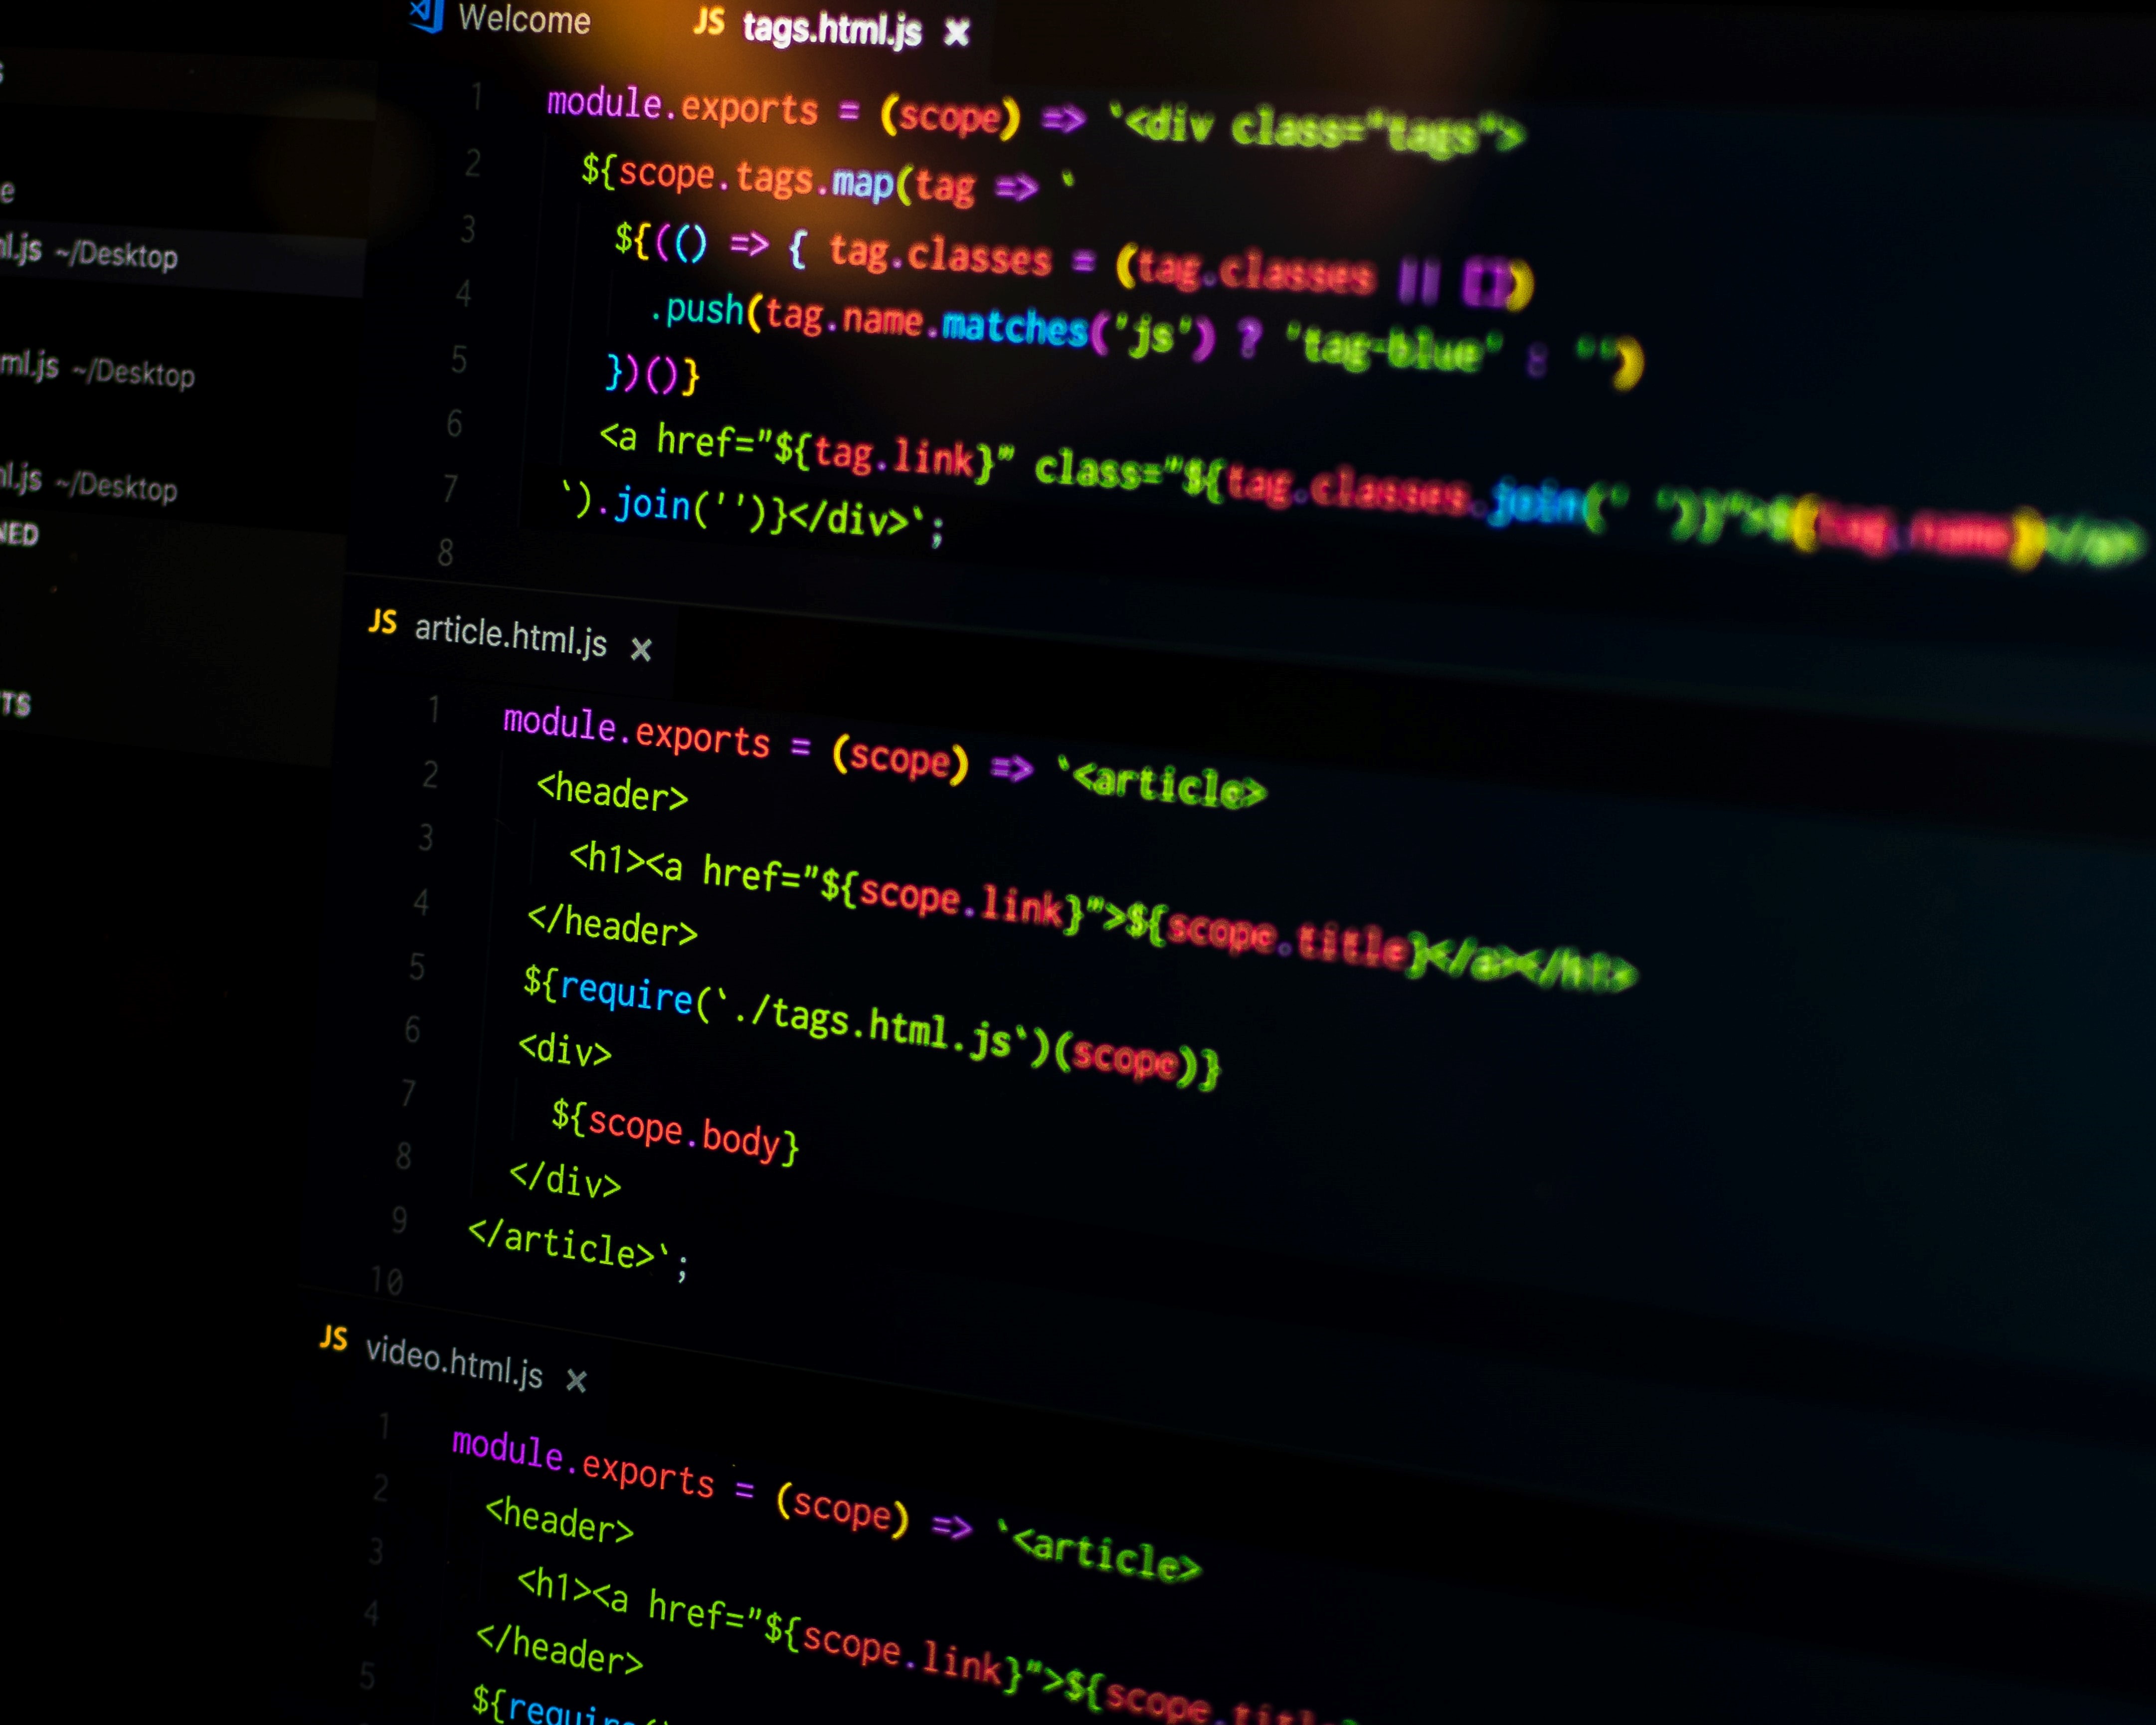 Welcome JS tags.html.js ×
1 module.exports = (scope) => `<div class="tags">
2 ${scope.tags.map(tag => `
3 ${(() => { tag.classes = (tag.classes || [])
4 .push(tag.name.matches('js') ? 'tag-blue' : '')
5 })()}
6 <a href="${tag.link}" class="${tag.classes.join(' ')}">${tag.name}</a>
7 `).join('')}</div>`;
8
e
l.js ~/Desktop
ml.js ~/Desktop
l.js ~/Desktop
NED
TS
JS article.html.js ×
1 module.exports = (scope) => `<article>
2 <header>
3 <h1><a href="${scope.link}">${scope.title}</a></h1>
4 </header>
5 ${require(`./tags.html.js`)(scope)}
6 <div>
7 ${scope.body}
8 </div>
9 </article>`;
10
JS video.html.js ×
1 module.exports = (scope) => `<article>
2 <header>
3 <h1><a href="${scope.link}">${scope.titl
4 </header>
5 ${require(`